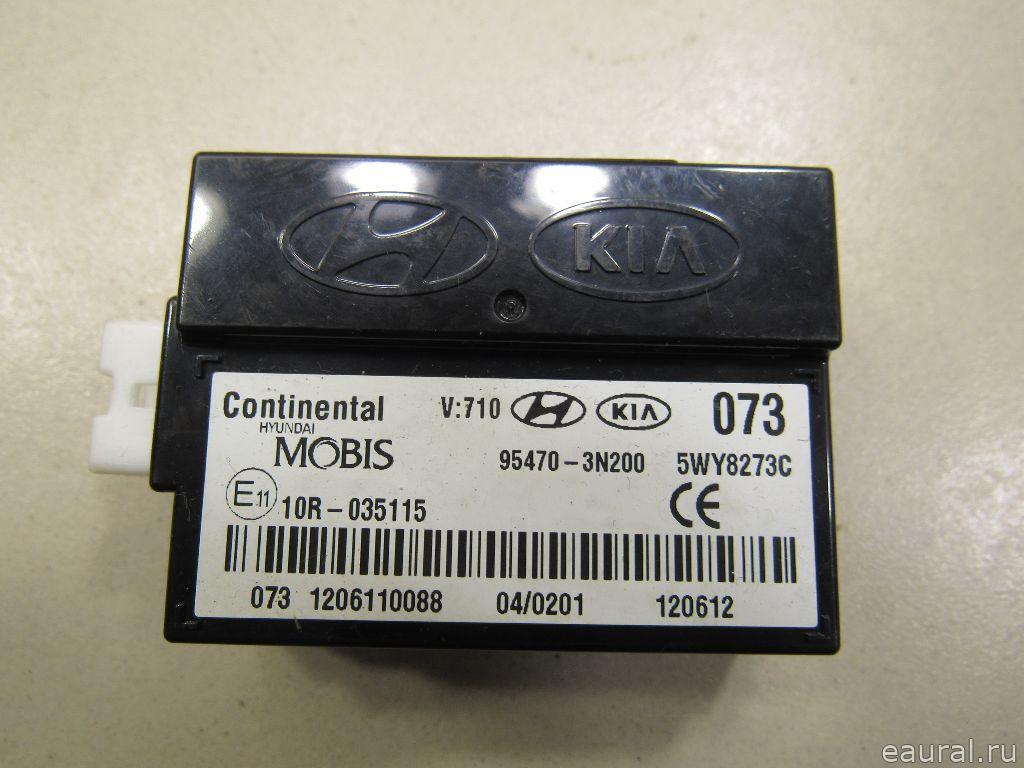 KIA
R
Continental V:710 KIA 073
HYUNDAI
MOBIS 95470-3N200 5WY8273C
E11 10R-035115 CE
073 1206110088 04/0201 120612
eaural.ru